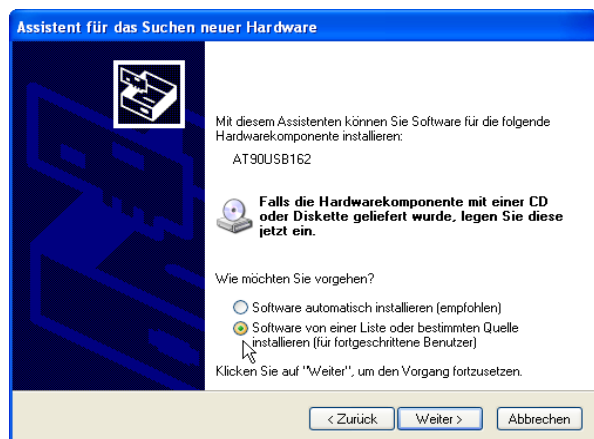 Assistent für das Suchen neuer Hardware
Mit diesem Assistenten können Sie Software für die folgende
Hardwarekomponente installieren:
AT90USB162
Falls die Hardwarekomponente mit einer CD
oder Diskette geliefert wurde, legen Sie diese
jetzt ein.
Wie möchten Sie vorgehen?
Software automatisch installieren (empfohlen)
Software von einer Liste oder bestimmten Quelle
installieren (für fortgeschrittene Benutzer)
Klicken Sie auf "Weiter", um den Vorgang fortzusetzen.
< Zurück Weiter > Abbrechen